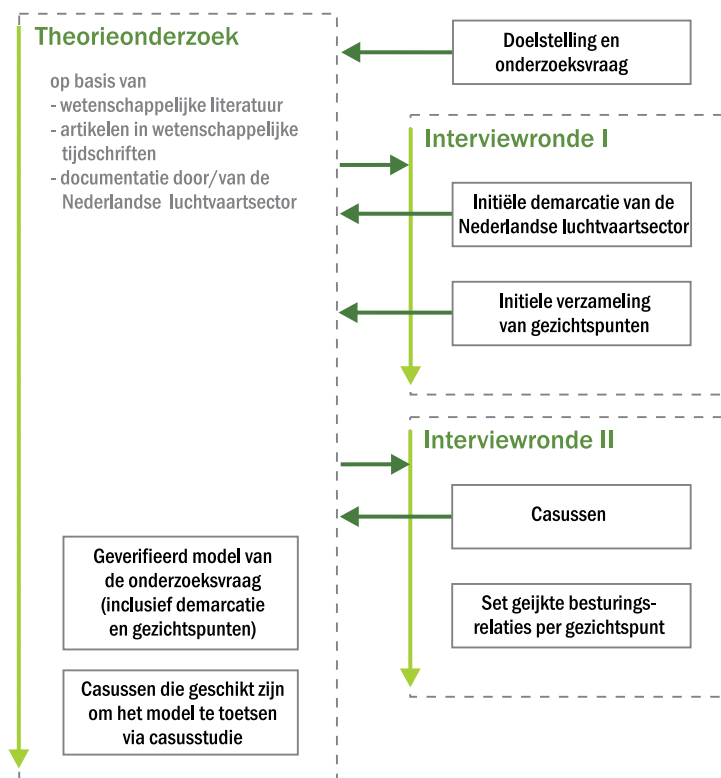 Theorieonderzoek
op basis van
- wetenschappelijke literatuur
- artikelen in wetenschappelijke
tijdschriften
- documentatie door/van de
Nederlandse luchtvaartsector
Doelstelling en
onderzoeksvraag
Interviewronde I
Initiële demarcatie van de
Nederlandse luchtvaartsector
Initiele verzameling
van gezichtspunten
Interviewronde II
Casussen
Set geijkte besturings-
relaties per gezichtspunt
Geverifieerd model van
de onderzoeksvraag
(inclusief demarcatie
en gezichtspunten)
Casussen die geschikt zijn
om het model te toetsen
via casusstudie